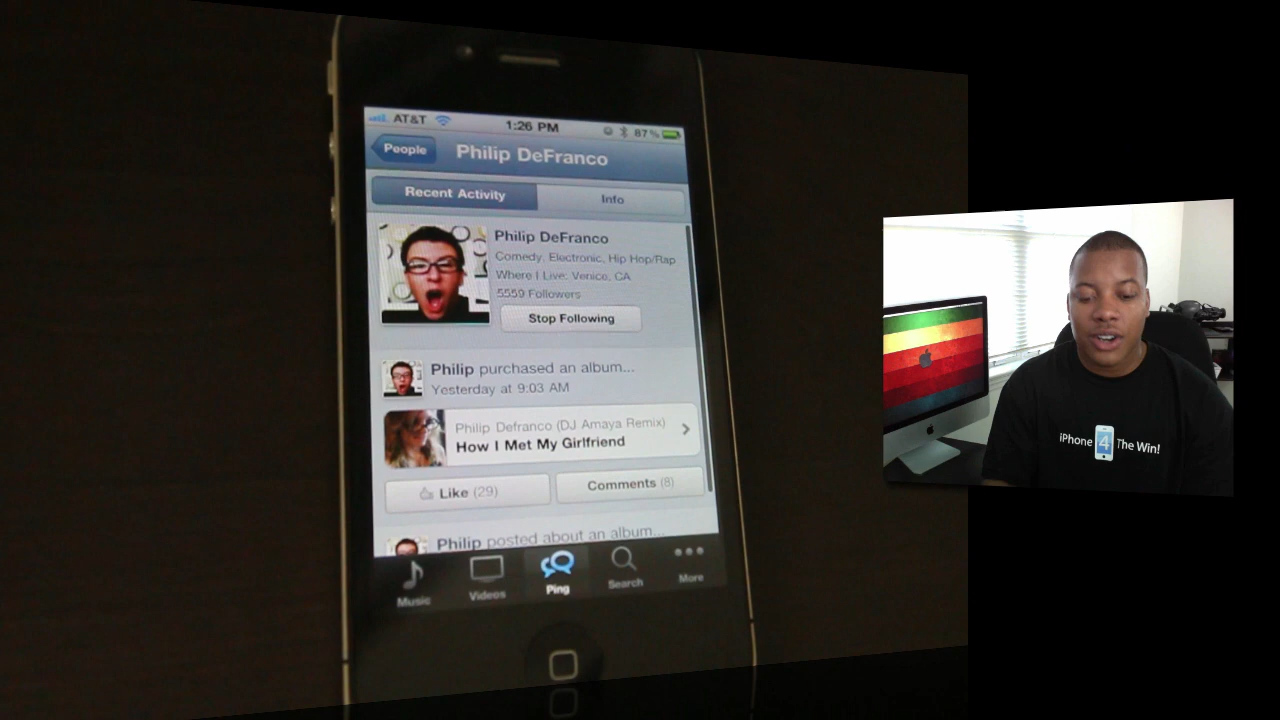 AT&T 1:26 PM 87%
People Philip DeFranco
Recent Activity Info
Philip DeFranco
Comedy, Electronic, Hip Hop/Rap
Where I Live: Venice, CA
5559 Followers
Stop Following
Philip purchased an album...
Yesterday at 9:03 AM
Philip Defranco (DJ Amaya Remix)
How I Met My Girlfriend
Like (29) Comments (8)
Philip posted about an album...
Music Videos Ping Search More
iPhone 4 The Win!